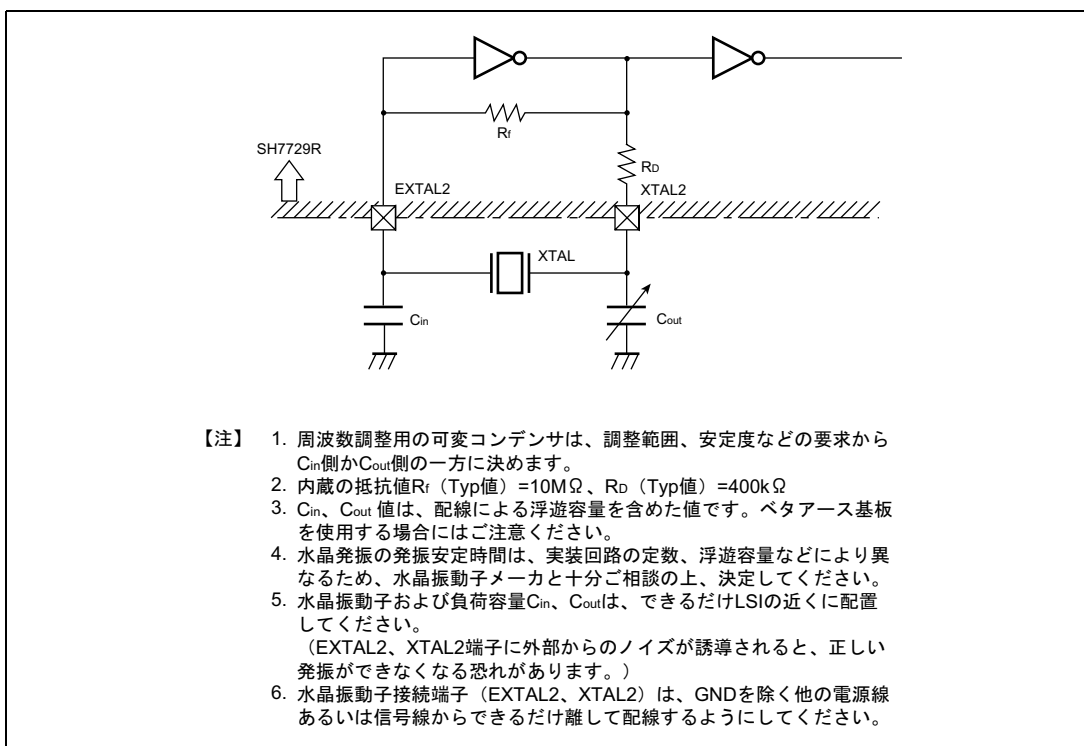 Rf
SH7729R
RD
EXTAL2
XTAL2
XTAL
Cin
Cout
【注】 1. 周波数調整用の可変コンデンサは、調整範囲、安定度などの要求から
Cin側かCout側の一方に決めます。
2. 内蔵の抵抗値Rf（Typ値）=10MΩ、RD（Typ値）=400kΩ
3. Cin、Cout 値は、配線による浮遊容量を含めた値です。ベタアース基板
を使用する場合にはご注意ください。
4. 水晶発振の発振安定時間は、実装回路の定数、浮遊容量などにより異
なるため、水晶振動子メーカと十分ご相談の上、決定してください。
5. 水晶振動子および負荷容量Cin、Coutは、できるだけLSIの近くに配置
してください。
（EXTAL2、XTAL2端子に外部からのノイズが誘導されると、正しい
発振ができなくなる恐れがあります。）
6. 水晶振動子接続端子（EXTAL2、XTAL2）は、GNDを除く他の電源線
あるいは信号線からできるだけ離して配線するようにしてください。